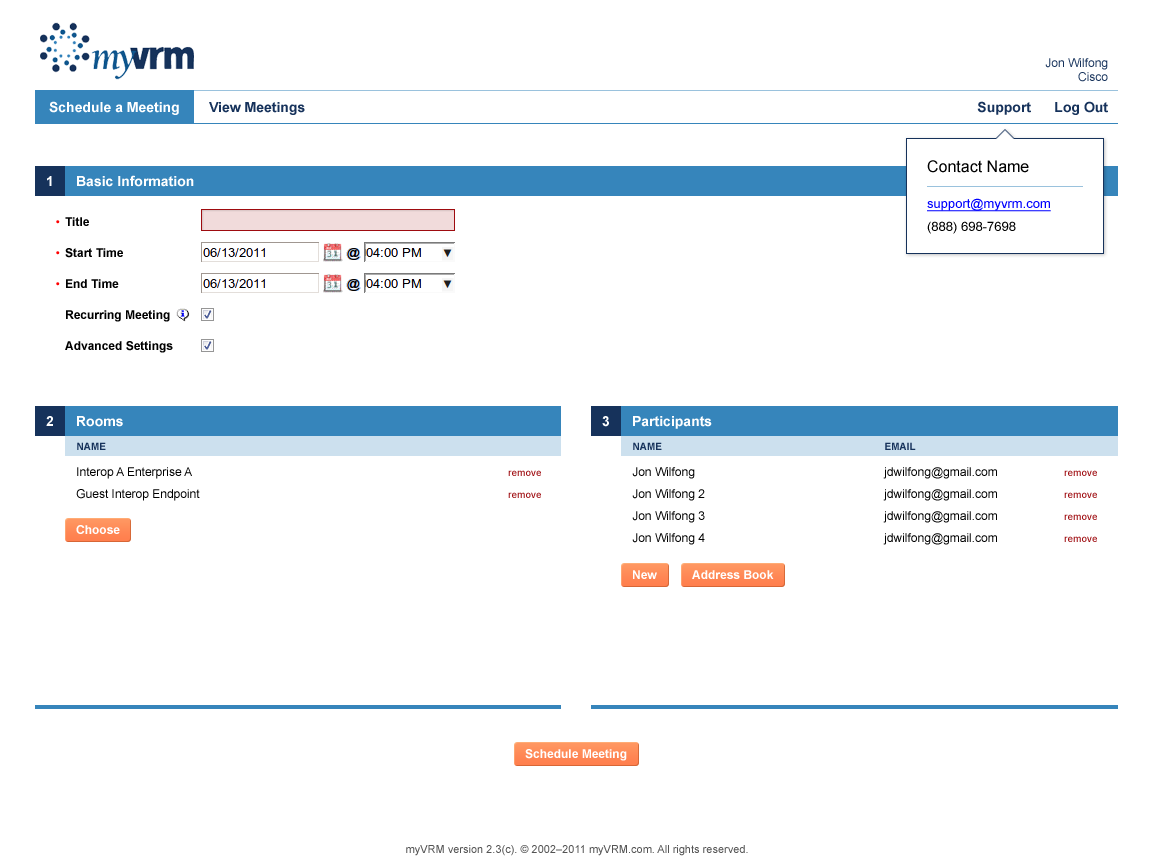 myvrm
Jon Wilfong
Cisco
Schedule a Meeting View Meetings Support Log Out
Contact Name
support@myvrm.com
(888) 698-7698
1 Basic Information
• Title
• Start Time 06/13/2011 31 @ 04:00 PM ▼
• End Time 06/13/2011 31 @ 04:00 PM ▼
Recurring Meeting i
Advanced Settings
2 Rooms
NAME
Interop A Enterprise A remove
Guest Interop Endpoint remove
Choose
3 Participants
NAME EMAIL
Jon Wilfong jdwilfong@gmail.com remove
Jon Wilfong 2 jdwilfong@gmail.com remove
Jon Wilfong 3 jdwilfong@gmail.com remove
Jon Wilfong 4 jdwilfong@gmail.com remove
New Address Book
Schedule Meeting
myVRM version 2.3(c). © 2002–2011 myVRM.com. All rights reserved.